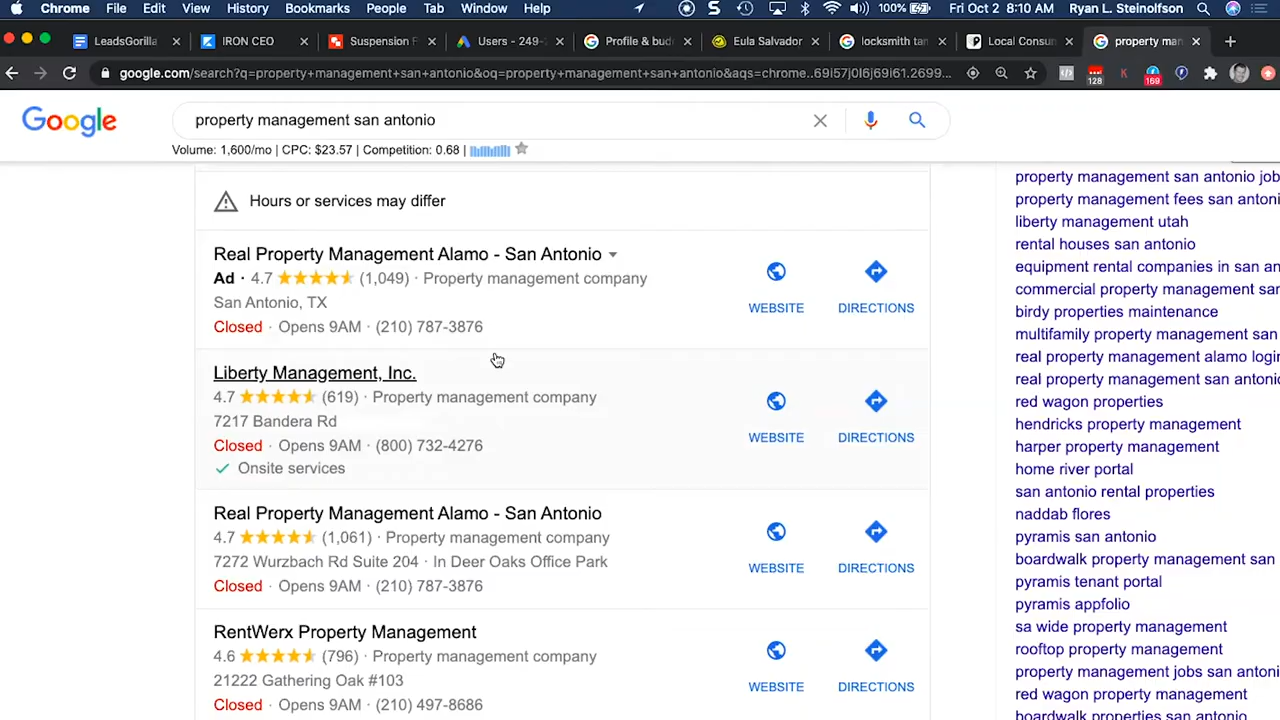 Chrome File Edit View History Bookmarks People Tab Window Help 100% Fri Oct 2 8:10 AM Ryan L. Steinolfson
LeadsGorilla IRON CEO Suspension F Users - 249- Profile & bud Eula Salvador locksmith tan Local Consum property man
google.com/search?q=property+management+san+antonio&oq=property+management+san+antonio&aqs=chrome..69i57j0l6j69i61.2699...
128 K 169
Google property management san antonio
Volume: 1,600/mo | CPC: $23.57 | Competition: 0.68 |
Hours or services may differ
Real Property Management Alamo - San Antonio
Ad · 4.7 (1,049) · Property management company
San Antonio, TX
Closed · Opens 9AM · (210) 787-3876
WEBSITE DIRECTIONS
Liberty Management, Inc.
4.7 (619) · Property management company
7217 Bandera Rd
Closed · Opens 9AM · (800) 732-4276
Onsite services
WEBSITE DIRECTIONS
Real Property Management Alamo - San Antonio
4.7 (1,061) · Property management company
7272 Wurzbach Rd Suite 204 · In Deer Oaks Office Park
Closed · Opens 9AM · (210) 787-3876
WEBSITE DIRECTIONS
RentWerx Property Management
4.6 (796) · Property management company
21222 Gathering Oak #103
Closed · Opens 9AM · (210) 497-8686
WEBSITE DIRECTIONS
property management san antonio job
property management fees san antoni
liberty management utah
rental houses san antonio
equipment rental companies in san an
commercial property management sar
birdy properties maintenance
multifamily property management san
real property management alamo login
real property management san antonio
red wagon properties
hendricks property management
harper property management
home river portal
san antonio rental properties
naddab flores
pyramis san antonio
boardwalk property management san
pyramis tenant portal
pyramis appfolio
sa wide property management
rooftop property management
property management jobs san antoni
red wagon property management
boardwalk properties san antonio